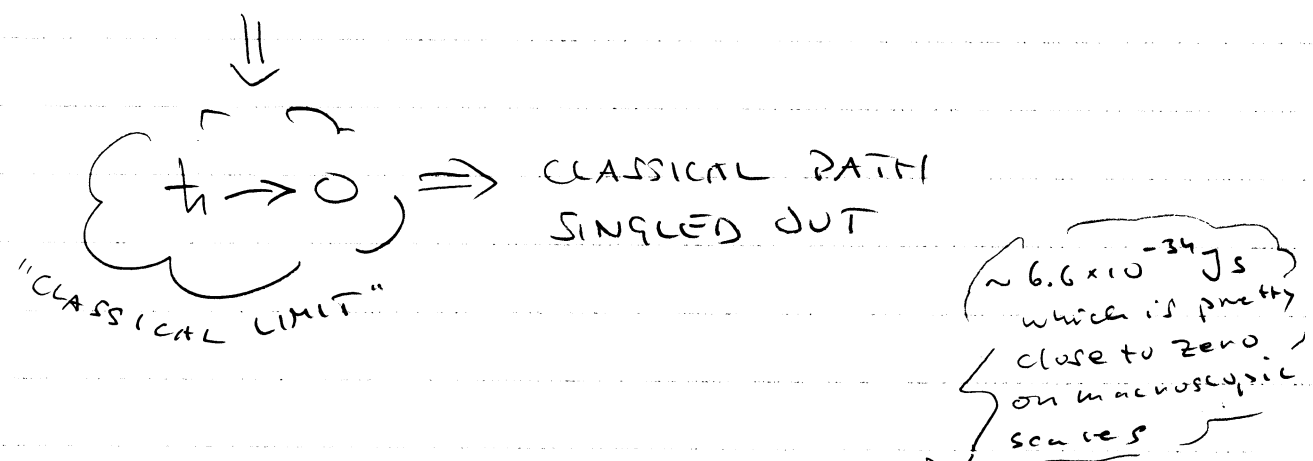 ⇓
ħ → 0 ⇒ CLASSICAL PATH
SINGLED OUT
"CLASSICAL LIMIT"
~ 6.6 × 10⁻³⁴ Js
which is pretty
close to zero
on macroscopic
scales